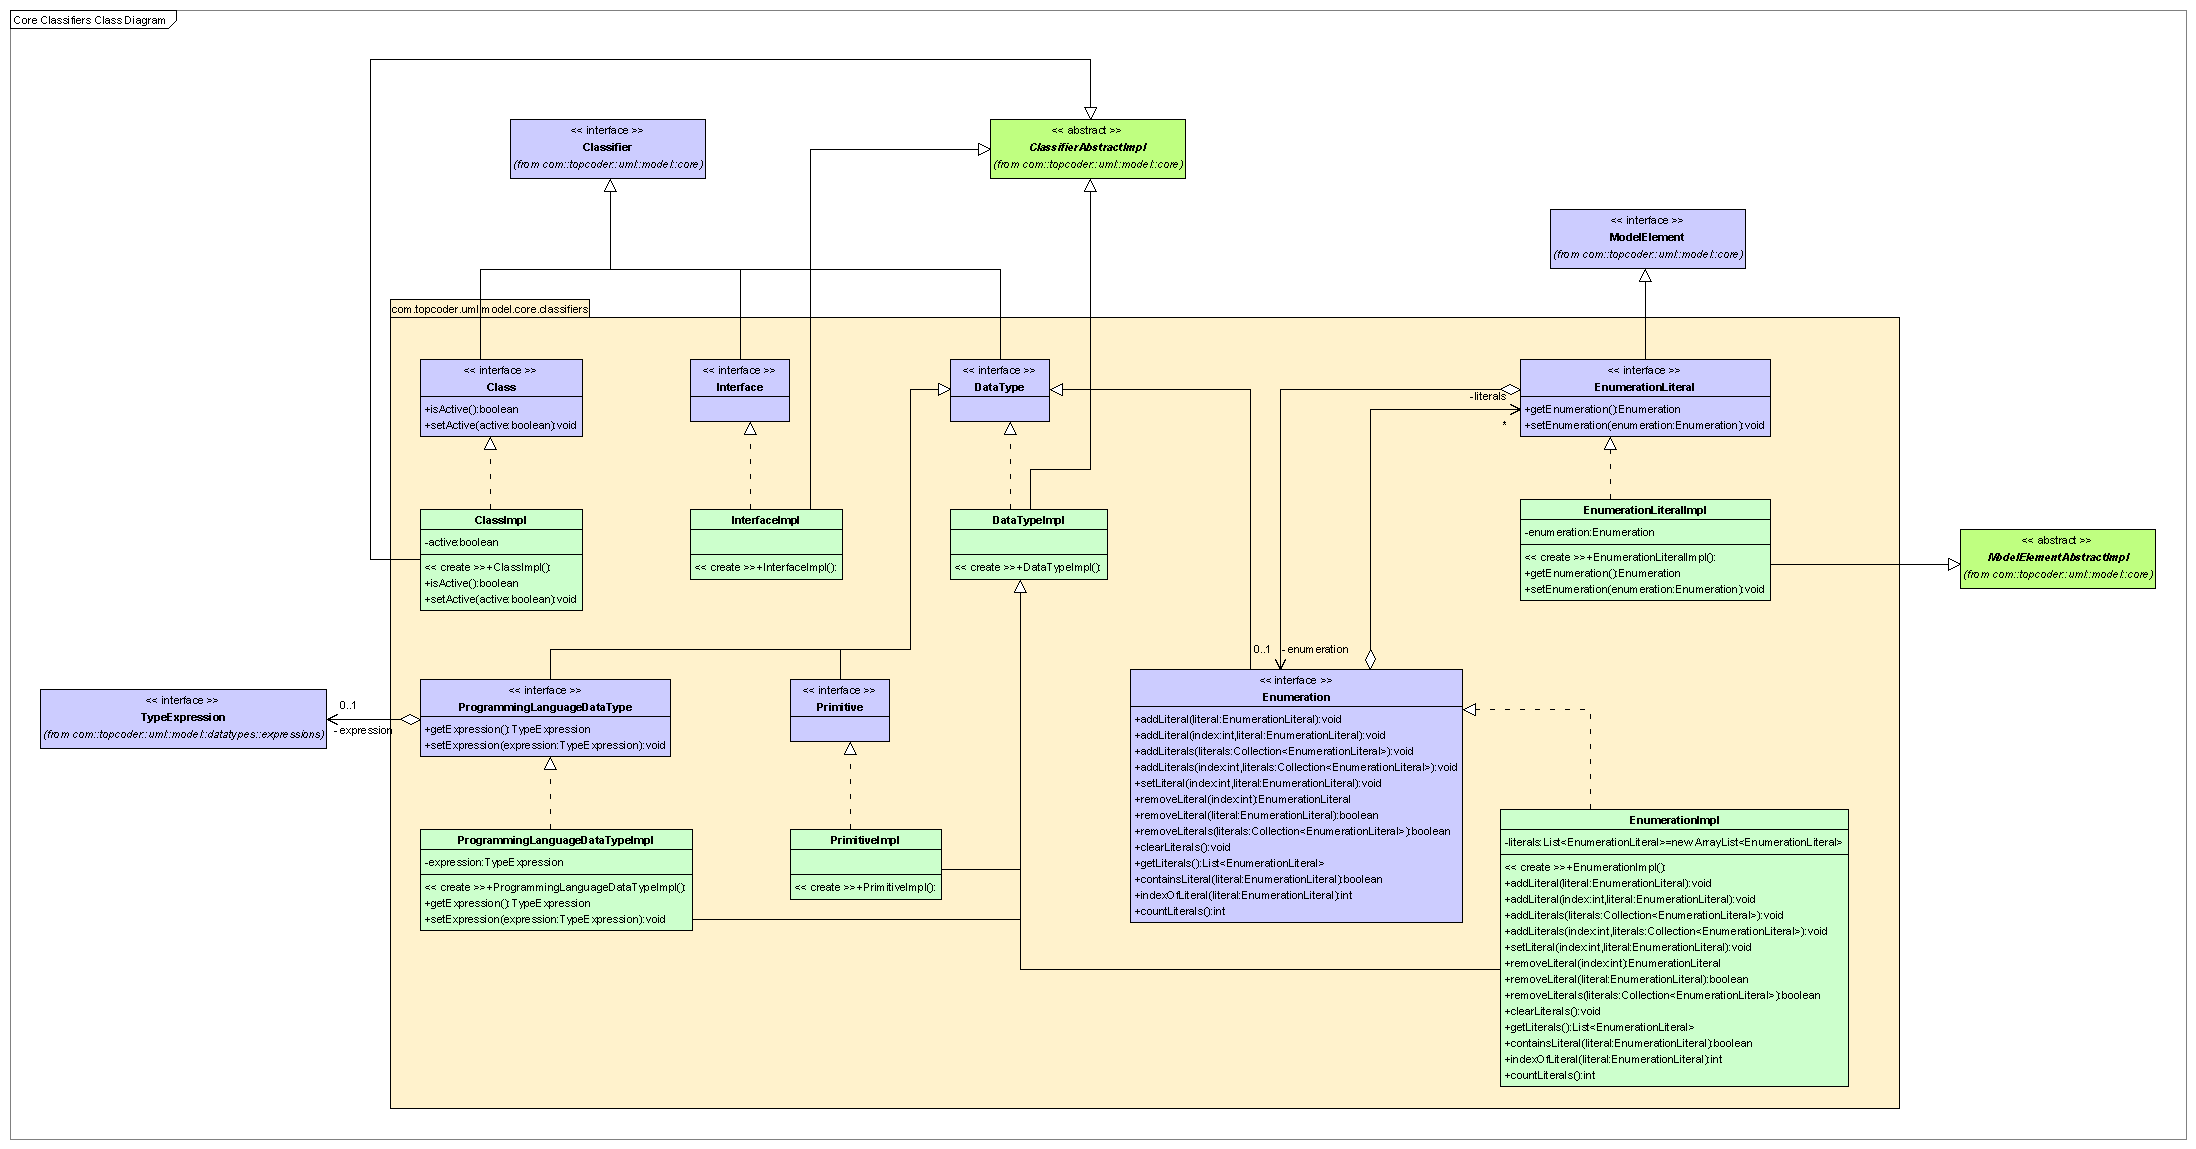 Core Classifiers Class Diagram
<< interface >>
Classifier
(from com::topcoder::uml::model::core)
<< abstract >>
ClassifierAbstractImpl
(from com::topcoder::uml::model::core)
<< interface >>
ModelElement
(from com::topcoder::uml::model::core)
com.topcoder.uml.model.core.classifiers
<< interface >>
Class
+isActive():boolean
+setActive(active:boolean):void
<< interface >>
Interface
<< interface >>
DataType
<< interface >>
EnumerationLiteral
+getEnumeration():Enumeration
+setEnumeration(enumeration:Enumeration):void
-literals
*
ClassImpl
-active:boolean
<< create >>+ClassImpl():
+isActive():boolean
+setActive(active:boolean):void
InterfaceImpl
<< create >>+InterfaceImpl():
DataTypeImpl
<< create >>+DataTypeImpl():
EnumerationLiteralImpl
-enumeration:Enumeration
<< create >>+EnumerationLiteralImpl():
+getEnumeration():Enumeration
+setEnumeration(enumeration:Enumeration):void
<< abstract >>
ModelElementAbstractImpl
(from com::topcoder::uml::model::core)
0..1
-enumeration
<< interface >>
TypeExpression
(from com::topcoder::uml::model::datatypes::expressions)
0..1
-expression
<< interface >>
ProgrammingLanguageDataType
+getExpression():TypeExpression
+setExpression(expression:TypeExpression):void
<< interface >>
Primitive
<< interface >>
Enumeration
+addLiteral(literal:EnumerationLiteral):void
+addLiteral(index:int,literal:EnumerationLiteral):void
+addLiterals(literals:Collection<EnumerationLiteral>):void
+addLiterals(index:int,literals:Collection<EnumerationLiteral>):void
+setLiteral(index:int,literal:EnumerationLiteral):void
+removeLiteral(index:int):EnumerationLiteral
+removeLiteral(literal:EnumerationLiteral):boolean
+removeLiterals(literals:Collection<EnumerationLiteral>):boolean
+clearLiterals():void
+getLiterals():List<EnumerationLiteral>
+containsLiteral(literal:EnumerationLiteral):boolean
+indexOfLiteral(literal:EnumerationLiteral):int
+countLiterals():int
ProgrammingLanguageDataTypeImpl
-expression:TypeExpression
<< create >>+ProgrammingLanguageDataTypeImpl():
+getExpression():TypeExpression
+setExpression(expression:TypeExpression):void
PrimitiveImpl
<< create >>+PrimitiveImpl():
EnumerationImpl
-literals:List<EnumerationLiteral>=new ArrayList<EnumerationLiteral>
<< create >>+EnumerationImpl():
+addLiteral(literal:EnumerationLiteral):void
+addLiteral(index:int,literal:EnumerationLiteral):void
+addLiterals(literals:Collection<EnumerationLiteral>):void
+addLiterals(index:int,literals:Collection<EnumerationLiteral>):void
+setLiteral(index:int,literal:EnumerationLiteral):void
+removeLiteral(index:int):EnumerationLiteral
+removeLiteral(literal:EnumerationLiteral):boolean
+removeLiterals(literals:Collection<EnumerationLiteral>):boolean
+clearLiterals():void
+getLiterals():List<EnumerationLiteral>
+containsLiteral(literal:EnumerationLiteral):boolean
+indexOfLiteral(literal:EnumerationLiteral):int
+countLiterals():int